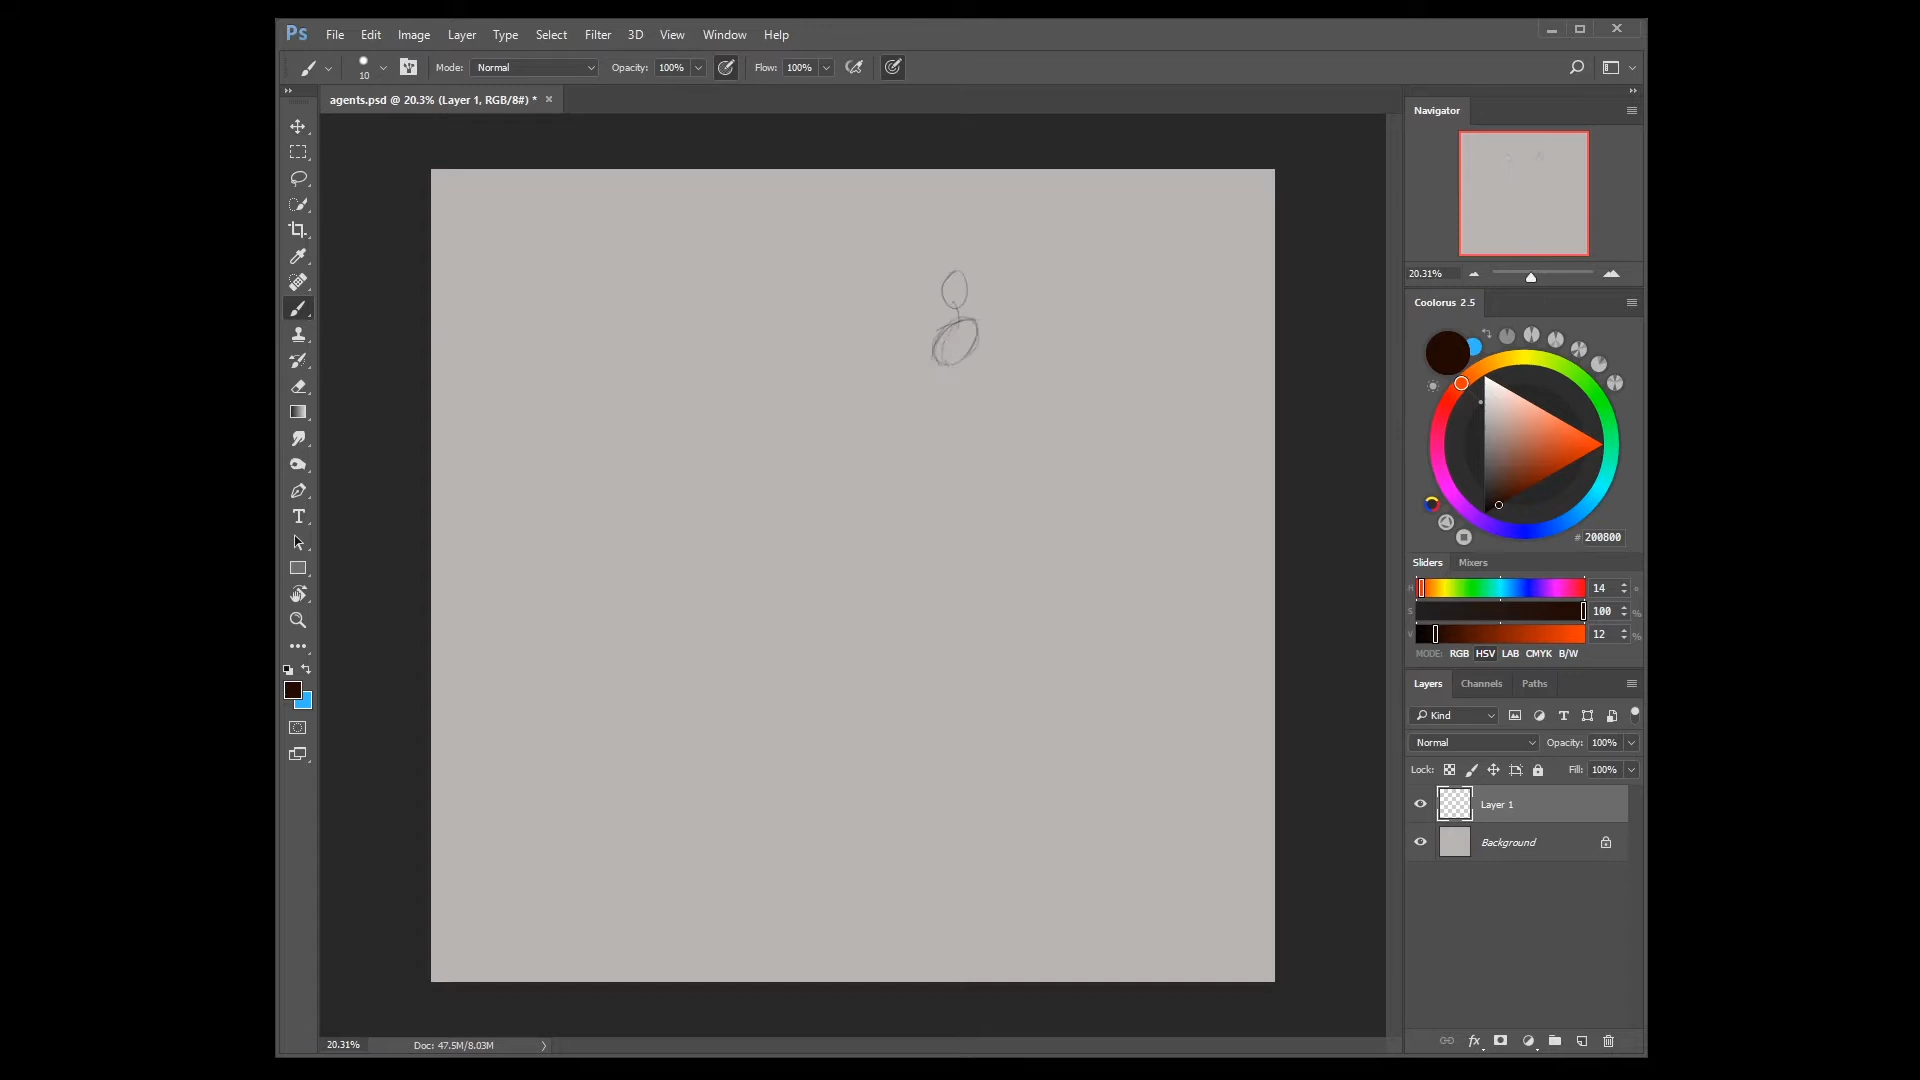 Ps File Edit Image Layer Type Select Filter 3D View Window Help
10 Mode: Normal Opacity: 100% Flow: 100%
agents.psd @ 20.3% (Layer 1, RGB/8#) * ×
Navigator
20.31%
Coolorus 2.5
# 200800
Sliders Mixers
H 14 °
S 100 %
V 12 %
MODE: RGB HSV LAB CMYK B/W
Layers Channels Paths
Kind
Normal Opacity: 100%
Lock: Fill: 100%
Layer 1
Background
fx
20.31% Doc: 47.5M/8.03M